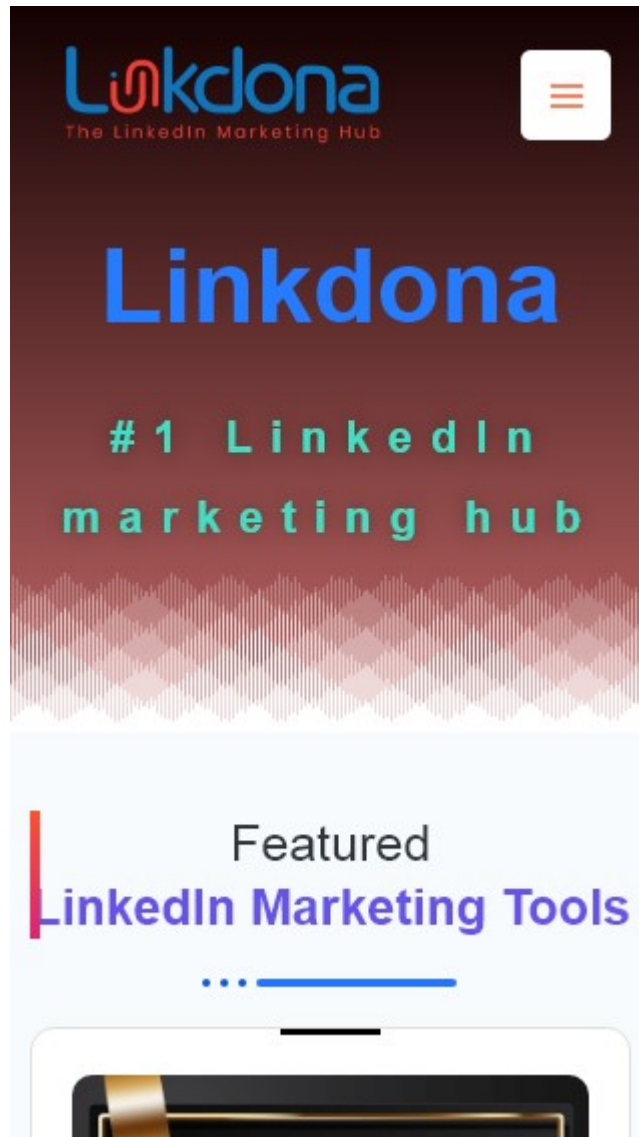 Linkdona
The LinkedIn Marketing Hub
Linkdona
#1 LinkedIn
marketing hub
Featured
LinkedIn Marketing Tools